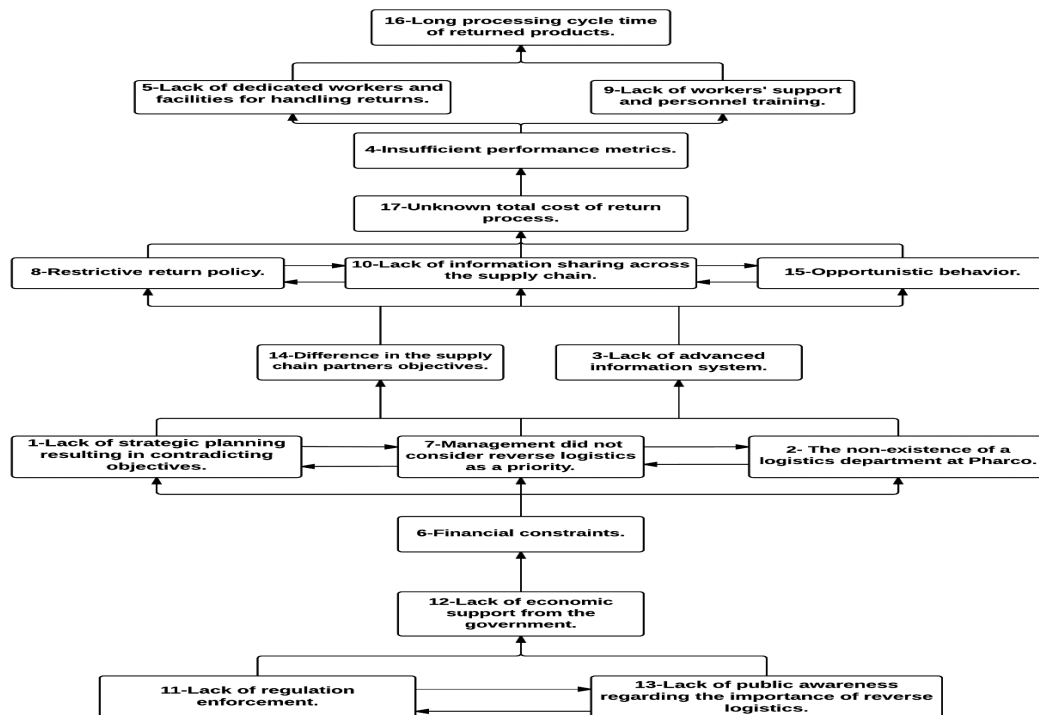 16-Long processing cycle time
of returned products.
5-Lack of dedicated workers and
facilities for handling returns.
9-Lack of workers' support
and personnel training.
4-Insufficient performance metrics.
17-Unknown total cost of return
process.
8-Restrictive return policy.
10-Lack of information sharing across
the supply chain.
15-Opportunistic behavior.
14-Difference in the supply
chain partners objectives.
3-Lack of advanced
information system.
1-Lack of strategic planning
resulting in contradicting
objectives.
7-Management did not
consider reverse logistics
as a priority.
2- The non-existence of a
logistics department at Pharco.
6-Financial constraints.
12-Lack of economic
support from the
government.
11-Lack of regulation
enforcement.
13-Lack of public awareness
regarding the importance of reverse
logistics.